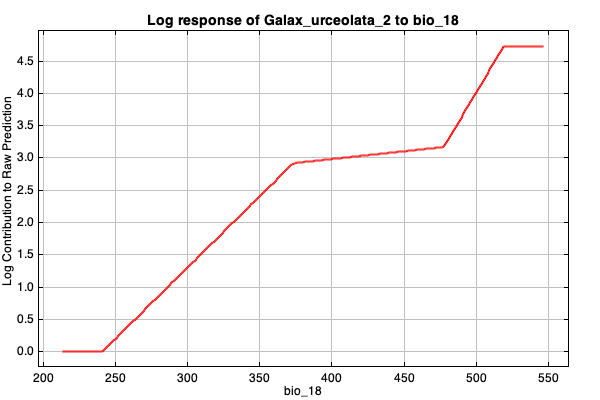 Log response of Galax_urceolata_2 to bio_18
Log Contribution to Raw Prediction
4.5
4.0
3.5
3.0
2.5
2.0
1.5
1.0
0.5
0.0
200 250 300 350 400 450 500 550
bio_18